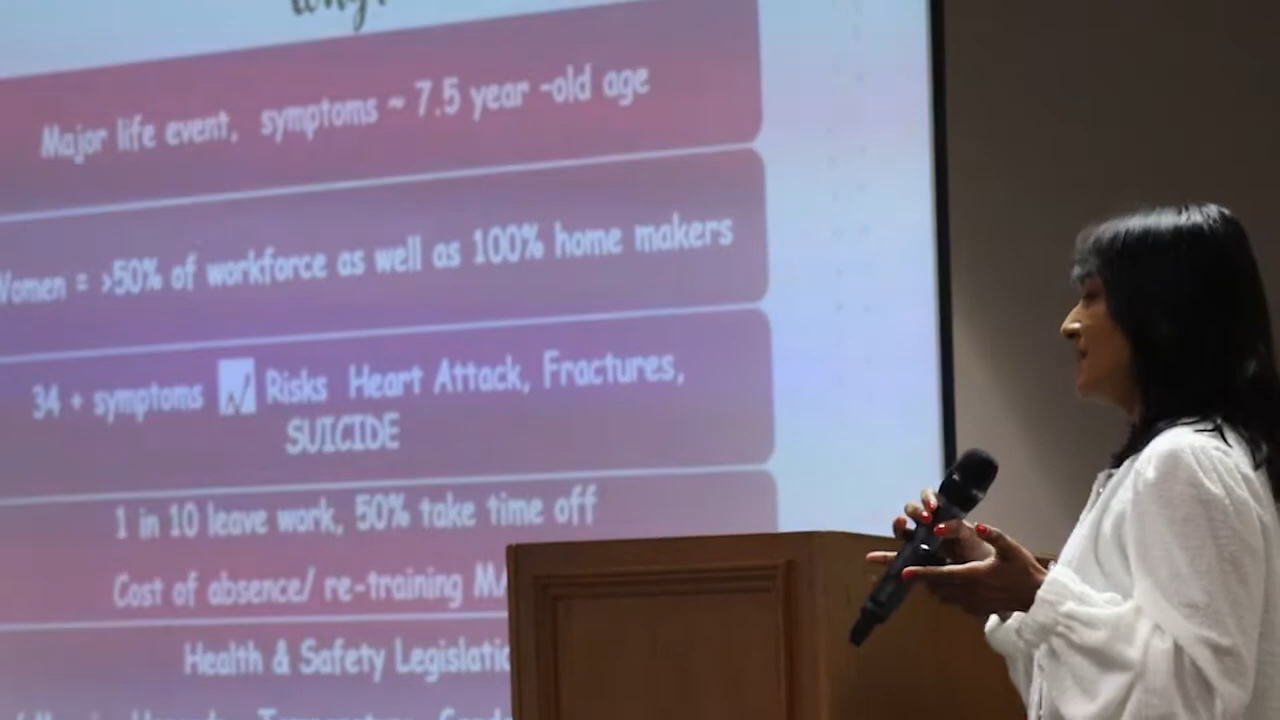 Major life event, symptoms ~ 7.5 year -old age
Women = >50% of workforce as well as 100% home makers
34 + symptoms ☑ Risks Heart Attack, Fractures,
SUICIDE
1 in 10 leave work, 50% take time off
Cost of absence/ re-training
Health & Safety